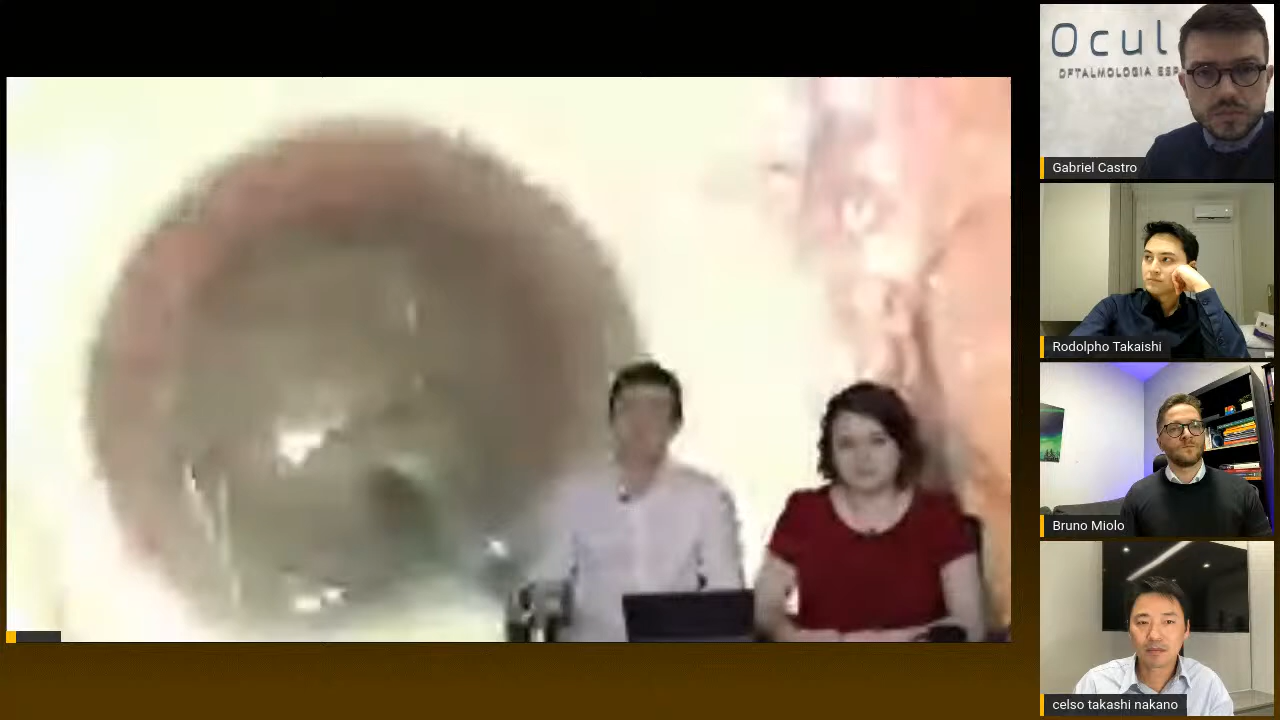 Ocul
OFTALMOLOGIA ESP
Gabriel Castro
Rodolpho Takaishi
Bruno Miolo
celso takashi nakano